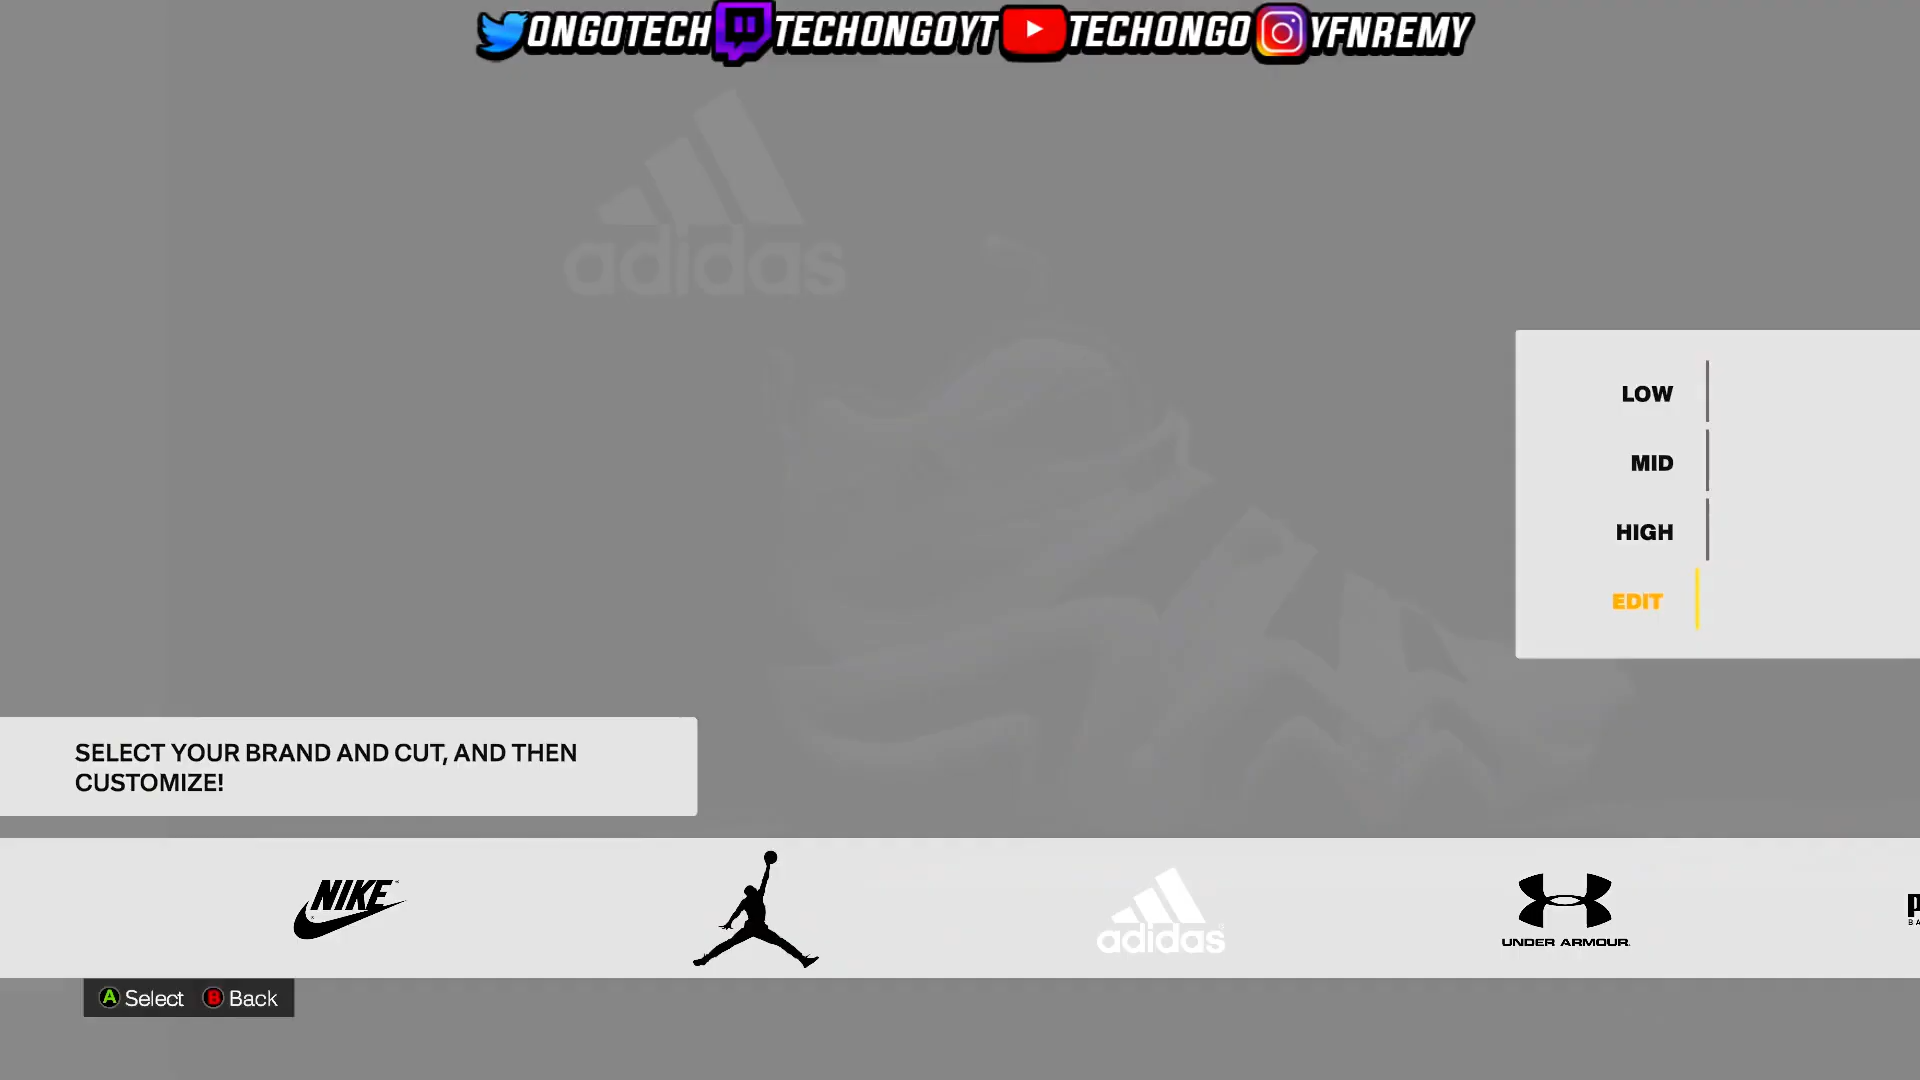 ONGOTECH TECHONGOYT TECHONGO YFNREMY
adidas
LOW
MID
HIGH
EDIT
SELECT YOUR BRAND AND CUT, AND THEN
CUSTOMIZE!
NIKE adidas UNDER ARMOUR
A Select B Back